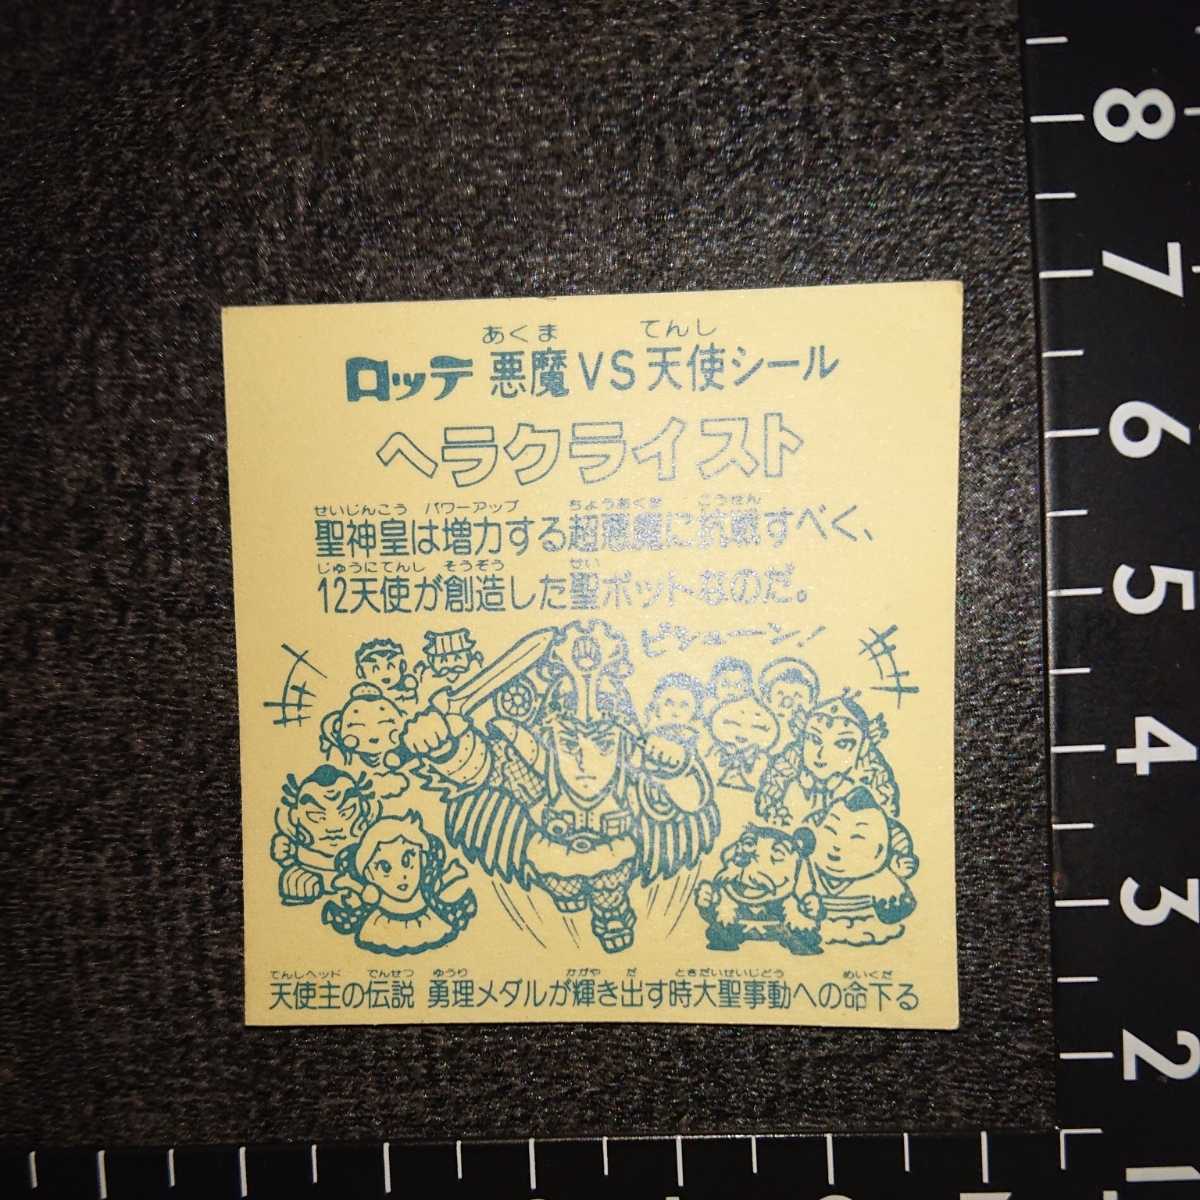 あくま てんし
ロッテ 悪魔VS天使シール
ヘラクライスト
せいじんこう パワーアップ ちょうあくま こうせん
聖神皇は増力する超悪魔に抗戦すべく、
じゅうにてんし そうぞう せい
12天使が創造した聖ボットなのだ。
ビシューン!
てんしヘッド でんせつ ゆうり かがや だ ときだいせいじどう めいくだ
天使主の伝説 勇理メダルが輝き出す時大聖事動への命下る
8
7
6
5
4
3
2
1